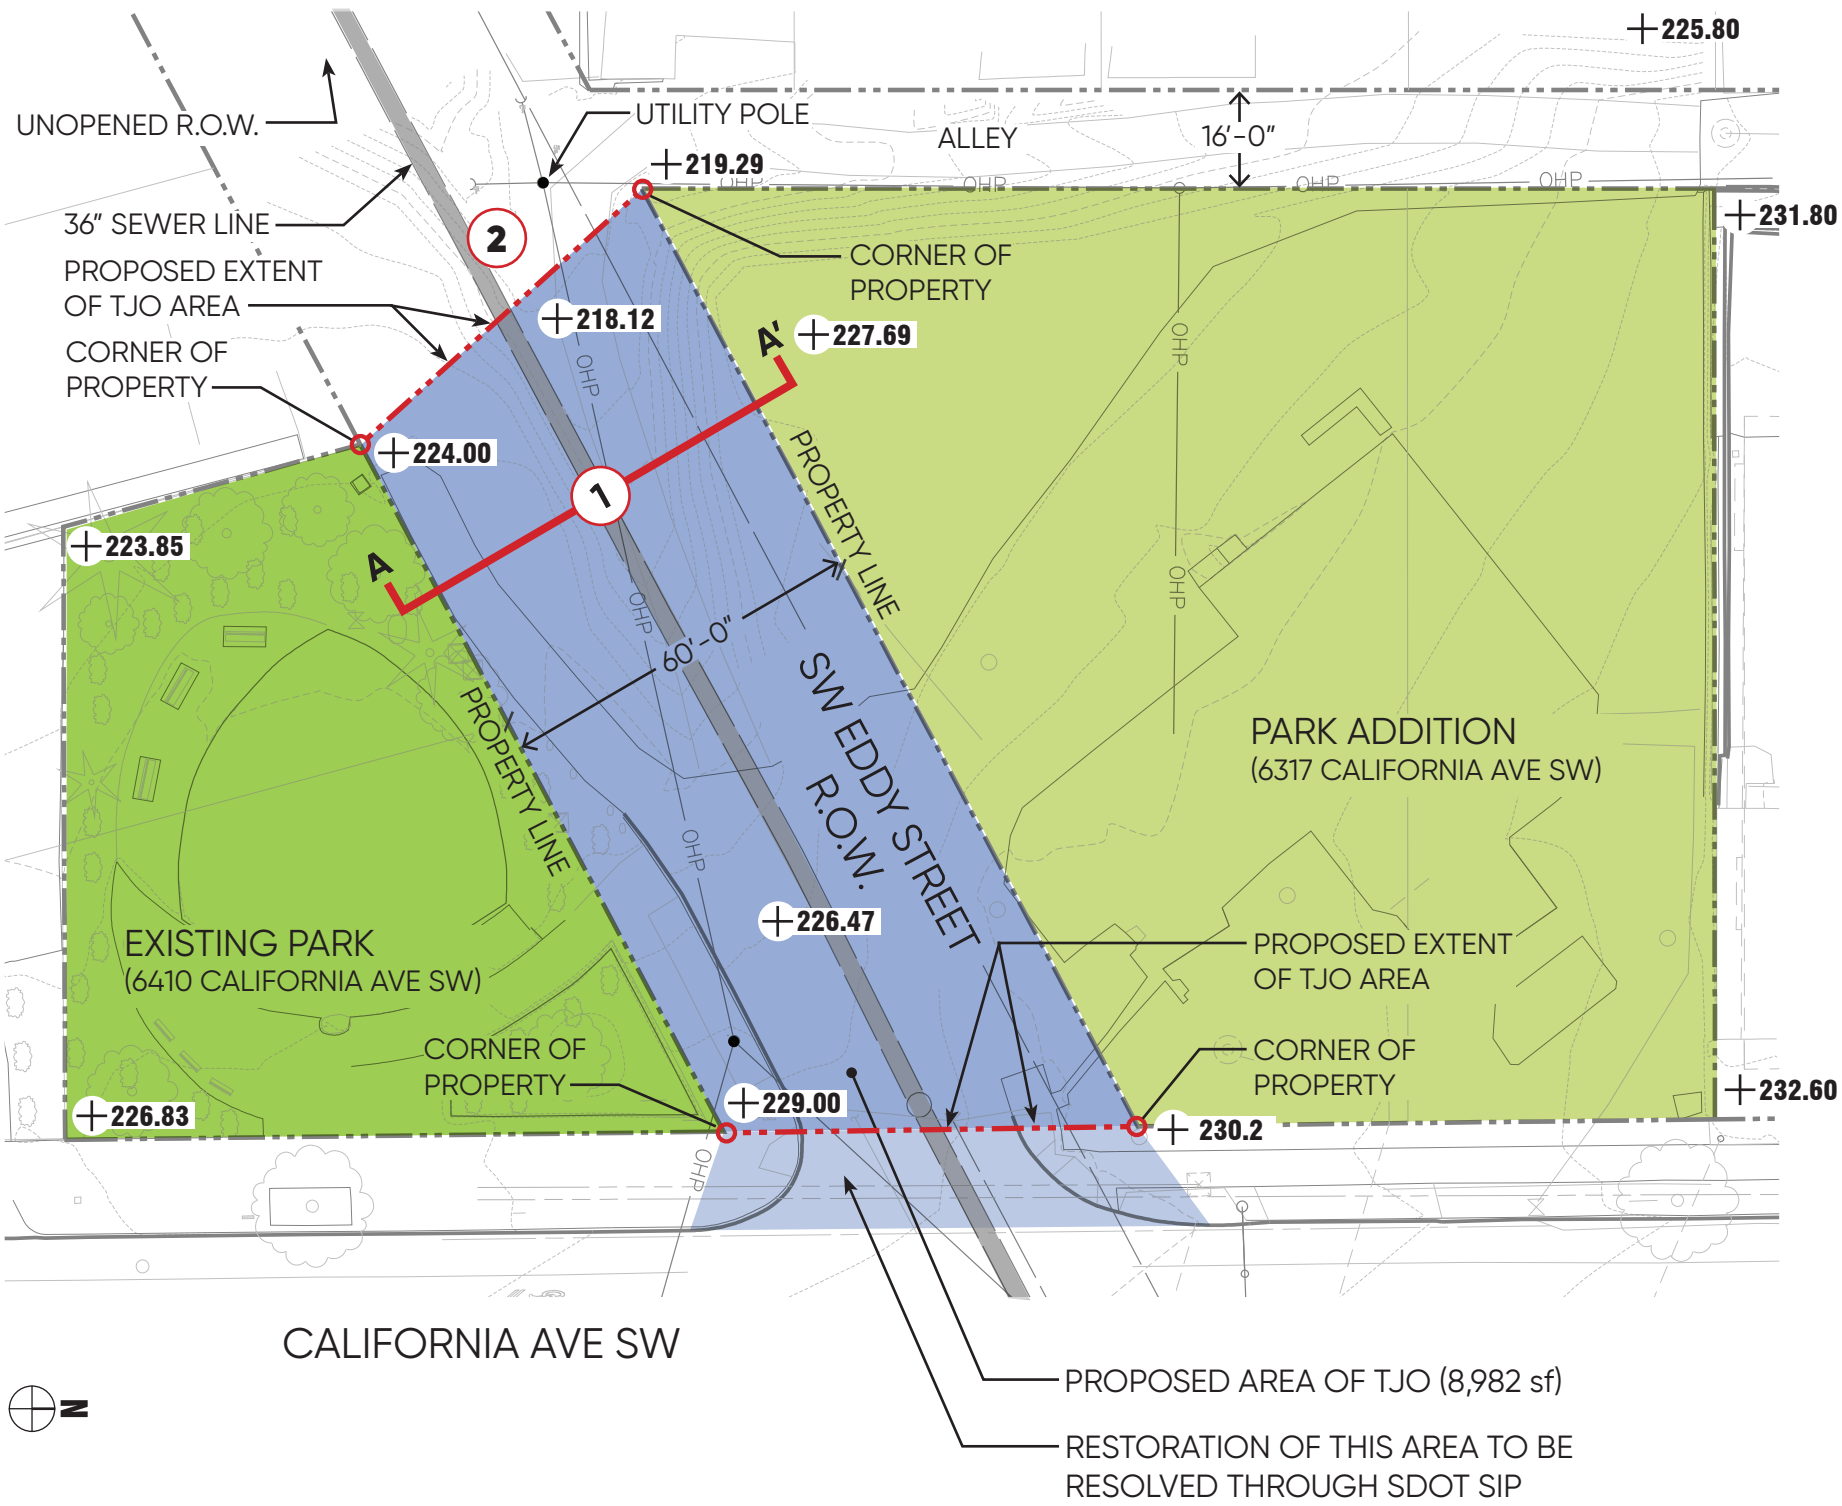 225.80
UNOPENED R.O.W.
UTILITY POLE
ALLEY
16'-0"
219.29
OHP
OHP
OHP
OHP
231.80
36" SEWER LINE
2
PROPOSED EXTENT
OF TJO AREA
CORNER OF
PROPERTY
218.12
A'
227.69
CORNER OF
PROPERTY
OHP
OHP
224.00
1
PROPERTY LINE
223.85
A
OHP
OHP
60'-0"
PROPERTY LINE
SW EDDY STREET
R.O.W.
PARK ADDITION
(6317 CALIFORNIA AVE SW)
OHP
226.47
EXISTING PARK
(6410 CALIFORNIA AVE SW)
PROPOSED EXTENT
OF TJO AREA
CORNER OF
PROPERTY
CORNER OF
PROPERTY
226.83
229.00
230.2
232.60
OHP
CALIFORNIA AVE SW
N
PROPOSED AREA OF TJO (8,982 sf)
RESTORATION OF THIS AREA TO BE
RESOLVED THROUGH SDOT SIP